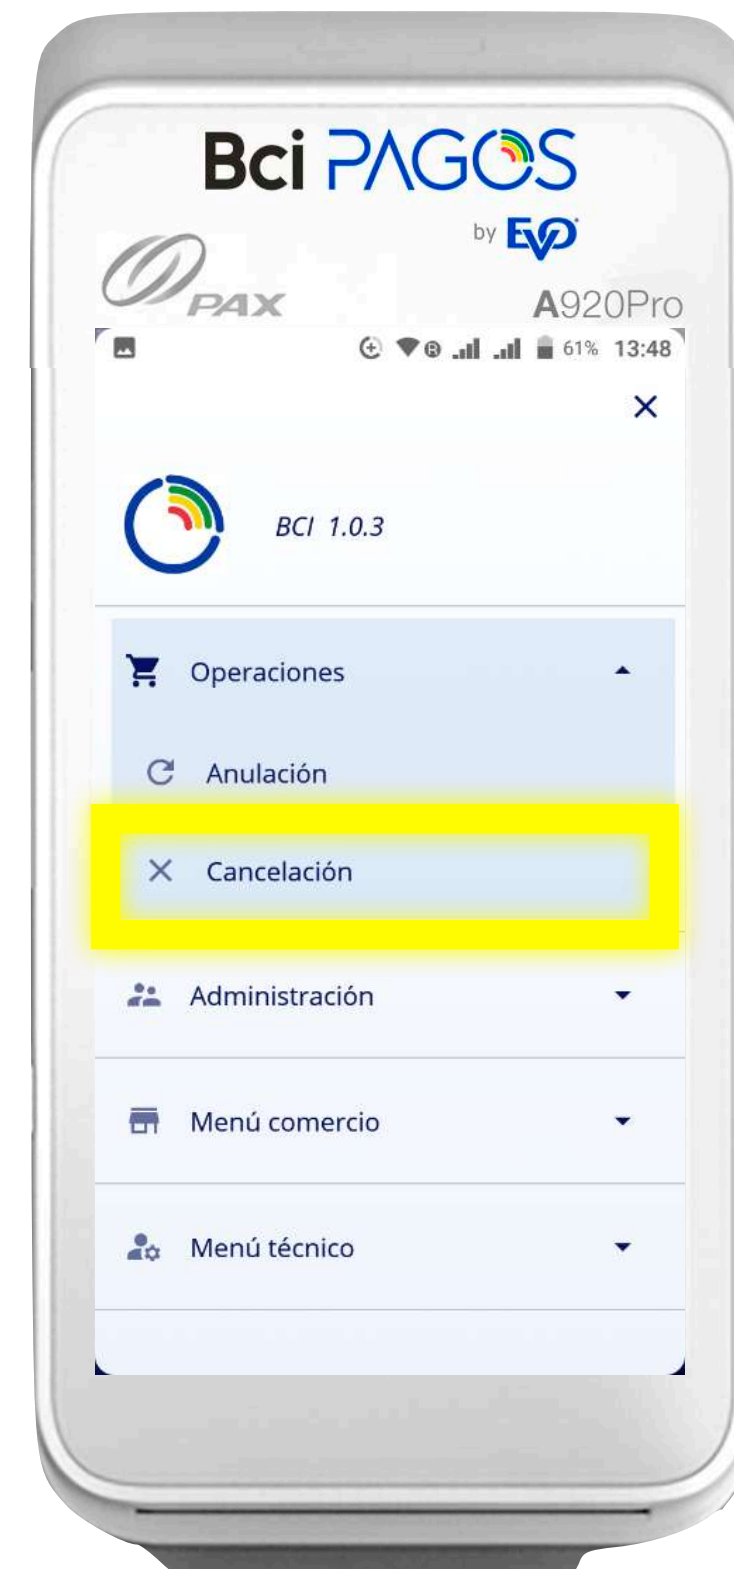 Bci PAGOS
by EVO
PAX
A920Pro
R 61% 13:48
BCI 1.0.3
Operaciones
Anulación
Cancelación
Administración
Menú comercio
Menú técnico